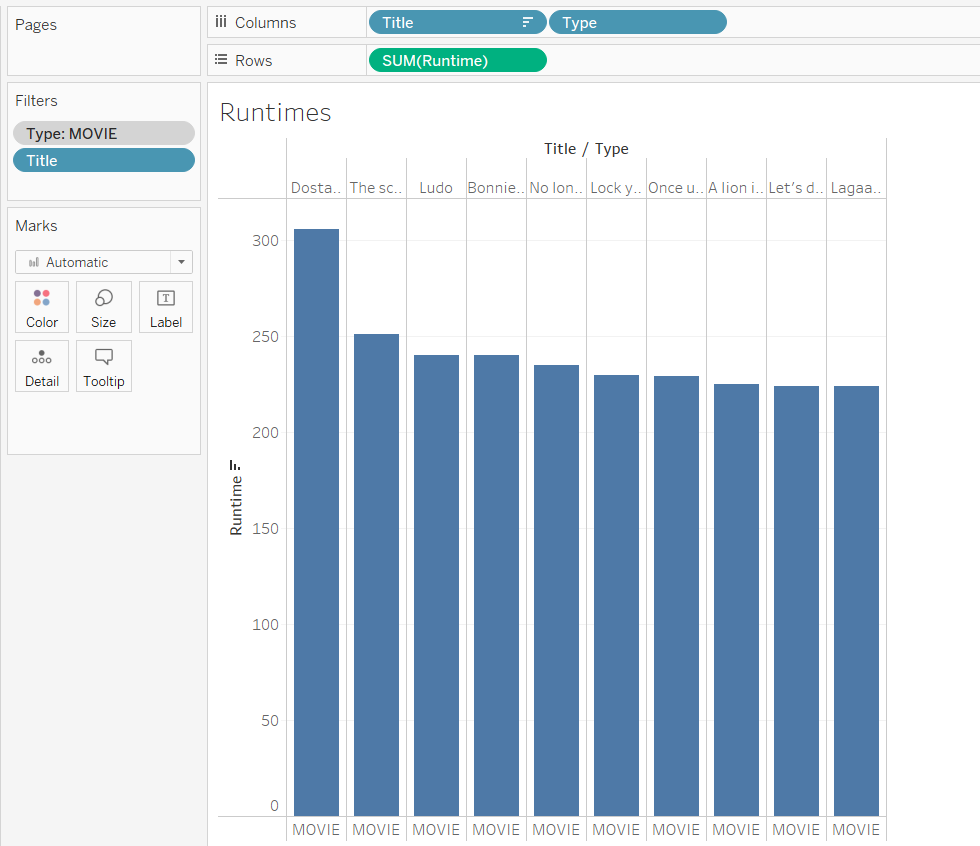 Pages
Columns
Title
Type
Rows
SUM(Runtime)
Filters
Type: MOVIE
Title
Marks
Automatic
Color
Size
T
Label
Detail
Tooltip
Runtimes
Title / Type
Dosta.. The sc.. Ludo Bonnie.. No lon.. Lock y.. Once u.. A lion i.. Let's d.. Lagaa..
300
250
200
150
100
50
0
Runtime
MOVIE MOVIE MOVIE MOVIE MOVIE MOVIE MOVIE MOVIE MOVIE MOVIE